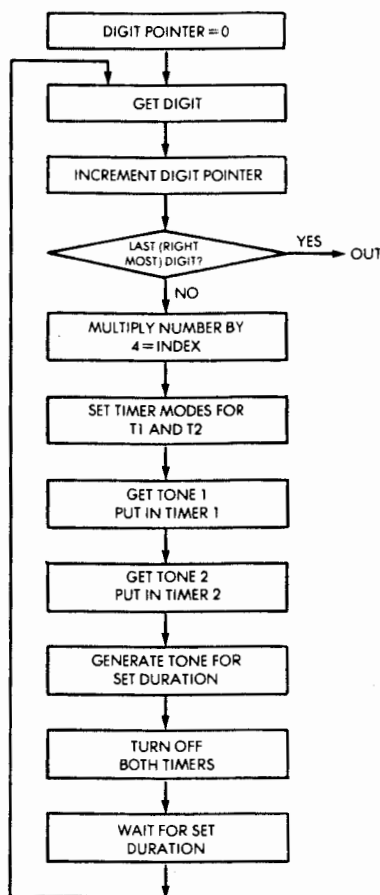 DIGIT POINTER = 0
GET DIGIT
INCREMENT DIGIT POINTER
LAST (RIGHT
MOST) DIGIT?
YES
OUT
NO
MULTIPLY NUMBER BY
4 = INDEX
SET TIMER MODES FOR
T1 AND T2
GET TONE 1
PUT IN TIMER 1
GET TONE 2
PUT IN TIMER 2
GENERATE TONE FOR
SET DURATION
TURN OFF
BOTH TIMERS
WAIT FOR SET
DURATION